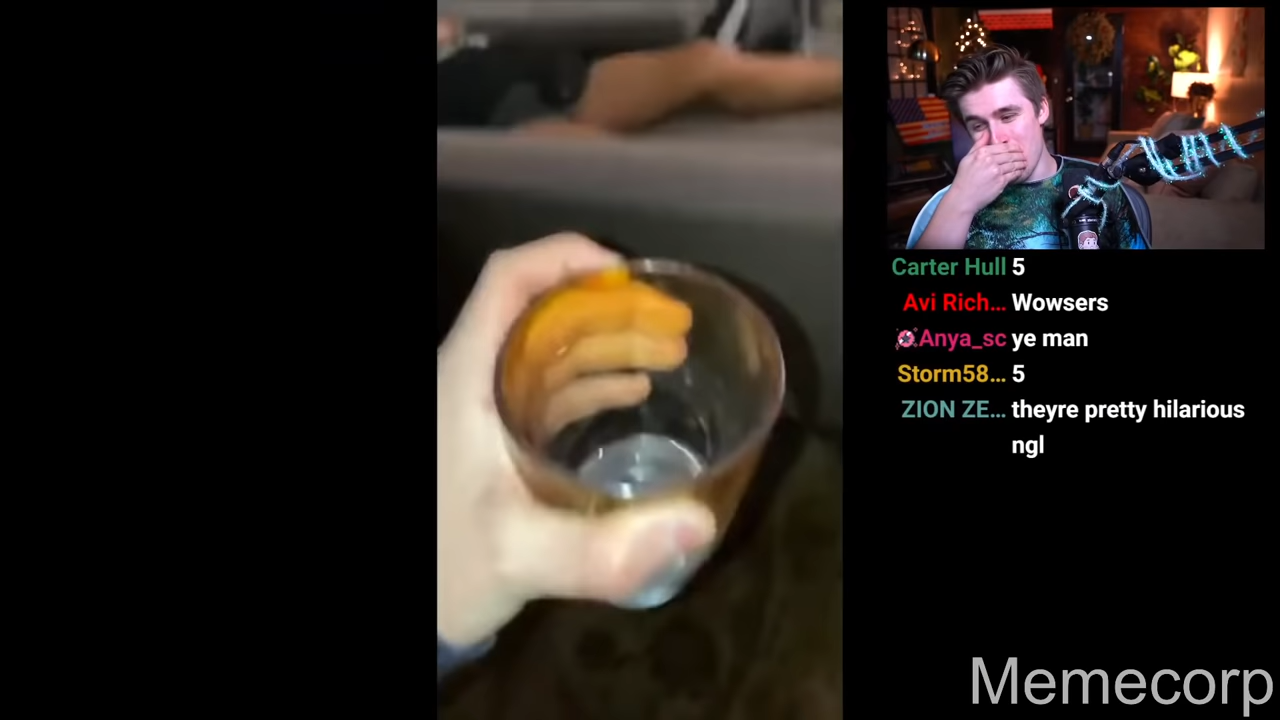 Carter Hull 5
Avi Rich... Wowsers
Anya_sc ye man
Storm58... 5
ZION ZE... theyre pretty hilarious
ngl
Memecorp